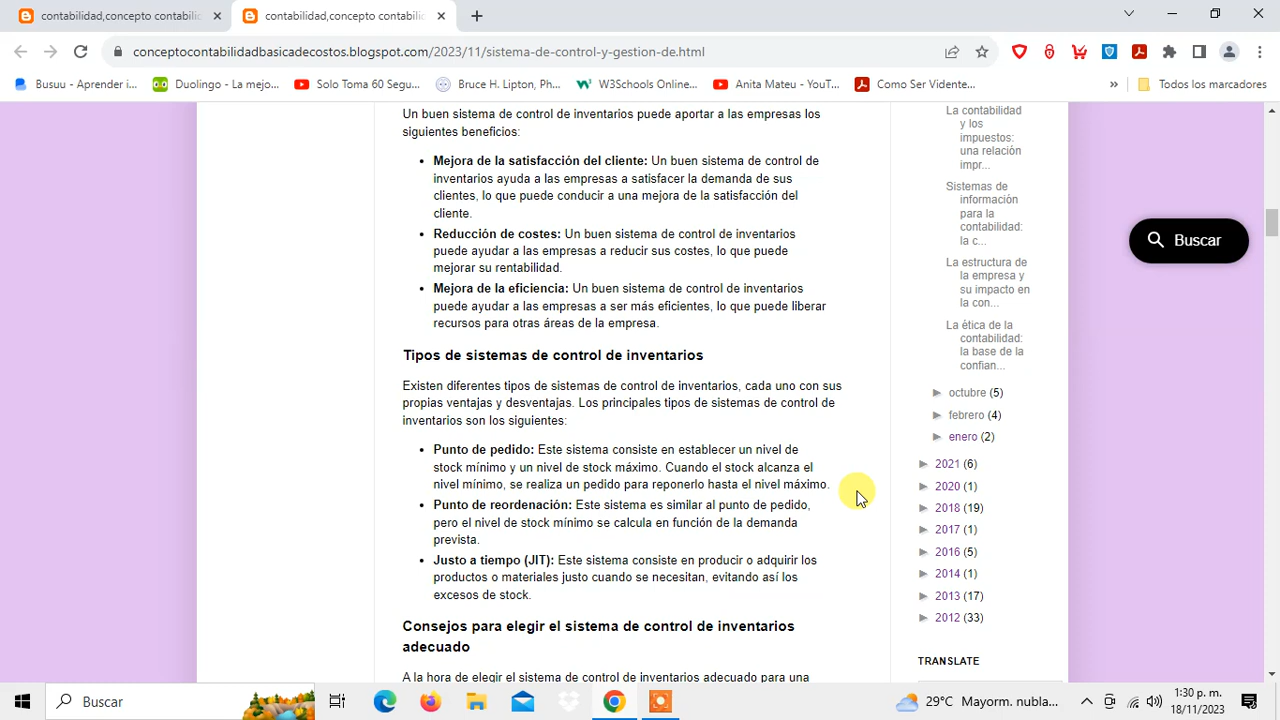 contabilidad,concepto contabilid
contabilidad,concepto contabilid
conceptocontabilidadbasicadecostos.blogspot.com/2023/11/sistema-de-control-y-gestion-de.html
Busuu - Aprender i...
Duolingo - La mejo...
Solo Toma 60 Segu...
Bruce H. Lipton, Ph...
W3Schools Online...
Anita Mateu - YouT...
Como Ser Vidente...
»
Todos los marcadores
Un buen sistema de control de inventarios puede aportar a las empresas los
siguientes beneficios:
• Mejora de la satisfacción del cliente: Un buen sistema de control de
inventarios ayuda a las empresas a satisfacer la demanda de sus
clientes, lo que puede conducir a una mejora de la satisfacción del
cliente.
• Reducción de costes: Un buen sistema de control de inventarios
puede ayudar a las empresas a reducir sus costes, lo que puede
mejorar su rentabilidad.
• Mejora de la eficiencia: Un buen sistema de control de inventarios
puede ayudar a las empresas a ser más eficientes, lo que puede liberar
recursos para otras áreas de la empresa.
Tipos de sistemas de control de inventarios
Existen diferentes tipos de sistemas de control de inventarios, cada uno con sus
propias ventajas y desventajas. Los principales tipos de sistemas de control de
inventarios son los siguientes:
• Punto de pedido: Este sistema consiste en establecer un nivel de
stock mínimo y un nivel de stock máximo. Cuando el stock alcanza el
nivel mínimo, se realiza un pedido para reponerlo hasta el nivel máximo.
• Punto de reordenación: Este sistema es similar al punto de pedido,
pero el nivel de stock mínimo se calcula en función de la demanda
prevista.
• Justo a tiempo (JIT): Este sistema consiste en producir o adquirir los
productos o materiales justo cuando se necesitan, evitando así los
excesos de stock.
Consejos para elegir el sistema de control de inventarios
adecuado
A la hora de elegir el sistema de control de inventarios adecuado para una
La contabilidad
y los
impuestos:
una relación
impr...
Sistemas de
información
para la
contabilidad:
la c...
La estructura de
la empresa y
su impacto en
la con...
La ética de la
contabilidad:
la base de la
confian...
► octubre (5)
► febrero (4)
► enero (2)
► 2021 (6)
► 2020 (1)
► 2018 (19)
► 2017 (1)
► 2016 (5)
► 2014 (1)
► 2013 (17)
► 2012 (33)
TRANSLATE
Buscar
Buscar
29°C Mayorm. nubla...
1:30 p. m.
18/11/2023